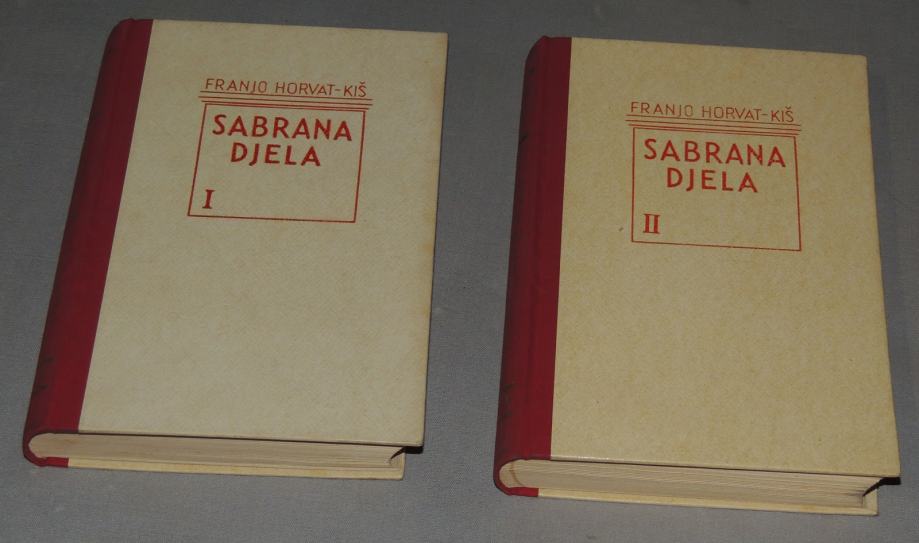 FRANJO HORVAT-KIŠ
SABRANA
DJELA
I
FRANJO HORVAT-KIŠ
SABRANA
DJELA
II